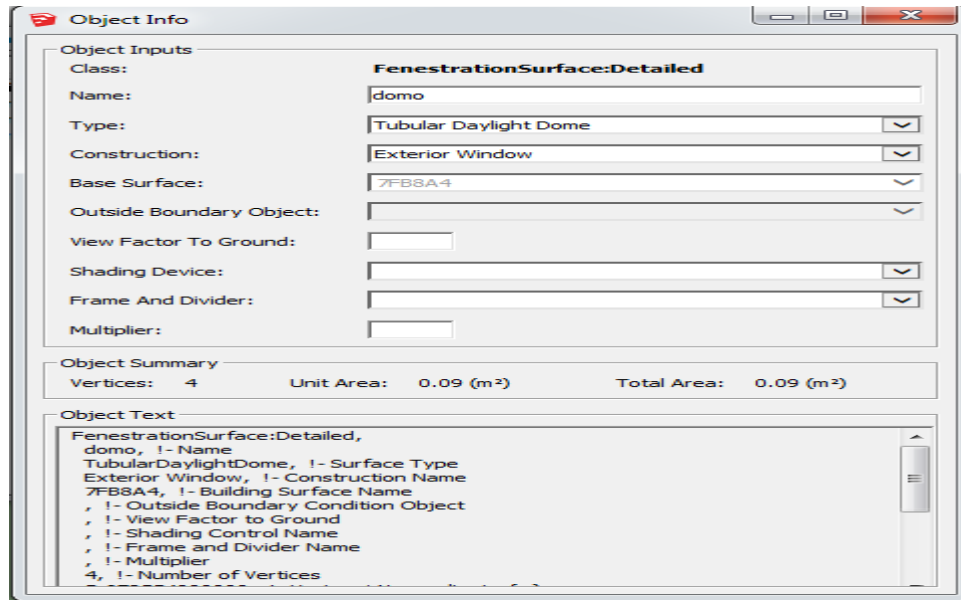 Object Info
Object Inputs
Class: FenestrationSurface:Detailed
Name: domo
Type: Tubular Daylight Dome
Construction: Exterior Window
Base Surface: 7FB8A4
Outside Boundary Object:
View Factor To Ground:
Shading Device:
Frame And Divider:
Multiplier:
Object Summary
Vertices: 4 Unit Area: 0.09 (m²) Total Area: 0.09 (m²)
Object Text
FenestrationSurface:Detailed,
domo, !- Name
TubularDaylightDome, !- Surface Type
Exterior Window, !- Construction Name
7FB8A4, !- Building Surface Name
, !- Outside Boundary Condition Object
, !- View Factor to Ground
, !- Shading Control Name
, !- Frame and Divider Name
, !- Multiplier
4, !- Number of Vertices